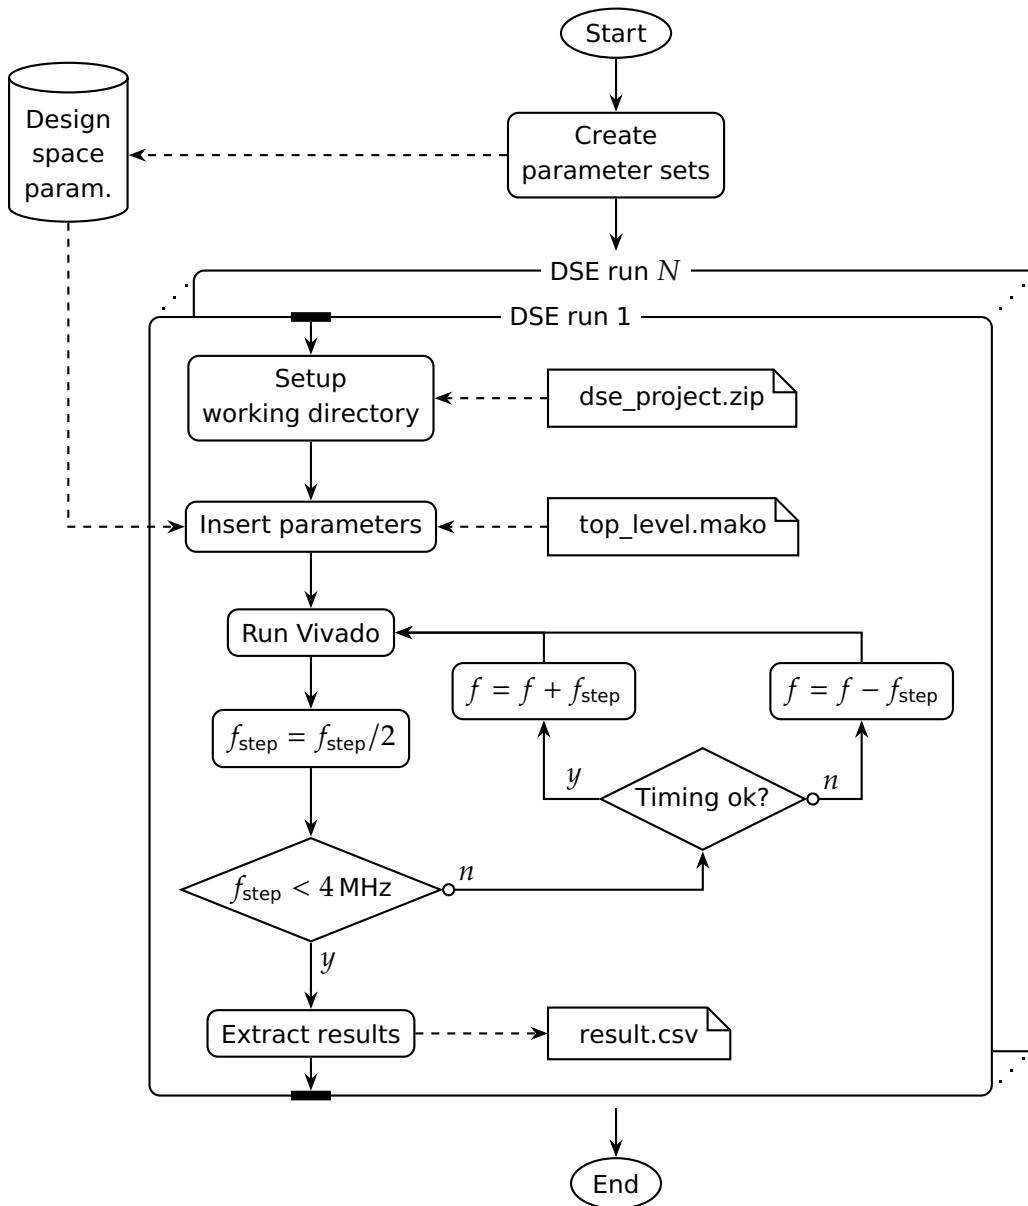 Start
Design
space
param.
Create
parameter sets
DSE run N
DSE run 1
Setup
working directory
dse_project.zip
Insert parameters
top_level.mako
Run Vivado
f = f + fstep
f = f − fstep
fstep = fstep/2
y
Timing ok?
n
fstep < 4 MHz
n
y
Extract results
result.csv
End